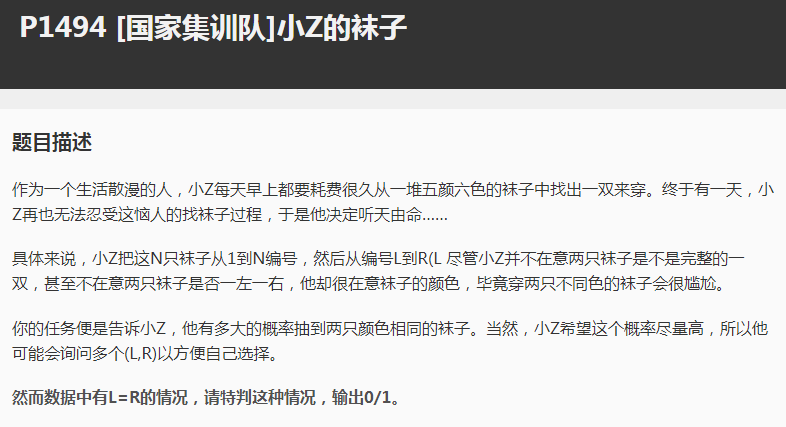 P1494 [国家集训队]小Z的袜子
题目描述
作为一个生活散漫的人，小Z每天早上都要耗费很久从一堆五颜六色的袜子中找出一双来穿。终于有一天，小
Z再也无法忍受这恼人的找袜子过程，于是他决定听天由命......
具体来说，小Z把这N只袜子从1到N编号，然后从编号L到R(L 尽管小Z并不在意两只袜子是不是完整的一
双，甚至不在意两只袜子是否一左一右，他却很在意袜子的颜色，毕竟穿两只不同色的袜子会很尴尬。
你的任务便是告诉小Z，他有多大的概率抽到两只颜色相同的袜子。当然，小Z希望这个概率尽量高，所以他
可能会询问多个(L,R)以方便自己选择。
然而数据中有L=R的情况，请特判这种情况，输出0/1。